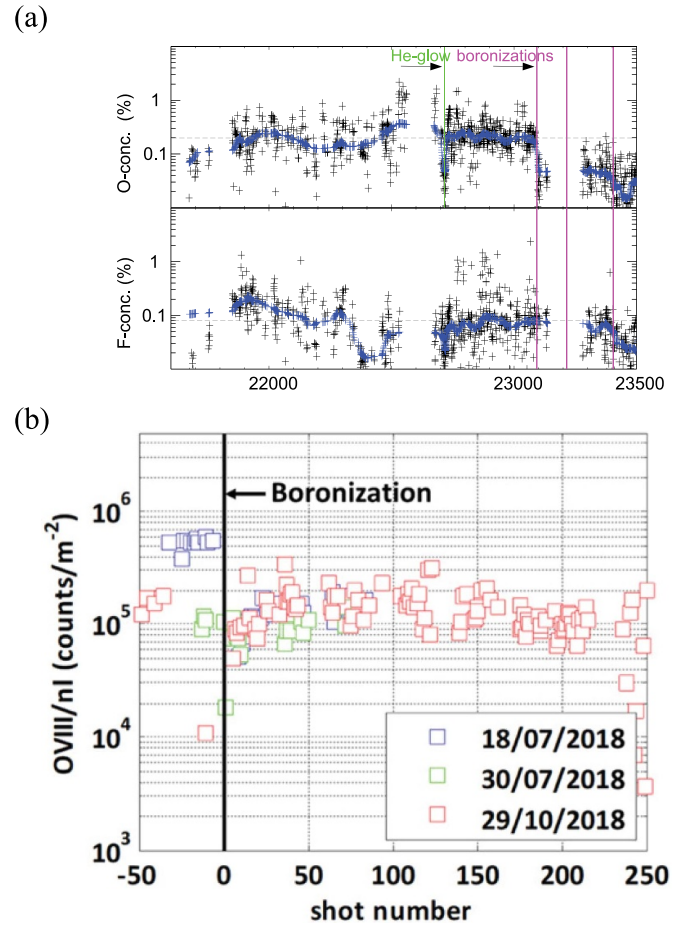 (a)
He-glow boronizations
O-conc. (%)
1
0.1
F-conc. (%)
1
0.1
22000 23000 23500
(b)
OVIII/nl (counts/m⁻²)
10⁶
10⁵
10⁴
10³
Boronization
18/07/2018
30/07/2018
29/10/2018
-50 0 50 100 150 200 250
shot number